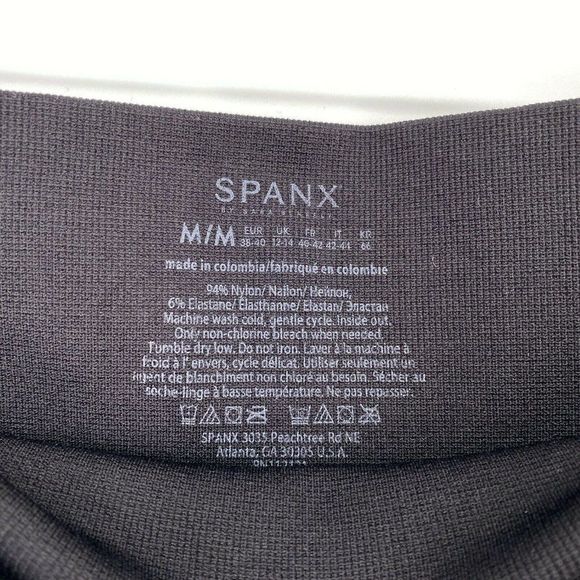 SPANX
BY SARA BLAKELY
M/M EUR UK FR IT KR
38-40 12-14 40-42 42-44 66
made in colombia/fabriqué en colombie
94% Nylon/ Nailon/ Нейлон,
6% Elastane/ Élasthanne/ Elastan/ Эластан
Machine wash cold, gentle cycle. inside out.
Only non-chlorine bleach when needed.
Tumble dry low. Do not iron. Laver à la machine à
froid à l' envers, cycle délicat. Utiliser seulement un
agent de blanchiment non chloré au besoin. Sécher au
sèche-linge à basse température. Ne pas repasser.
SPANX 3035 Peachtree Rd NE
Atlanta, GA 30305 U.S.A.